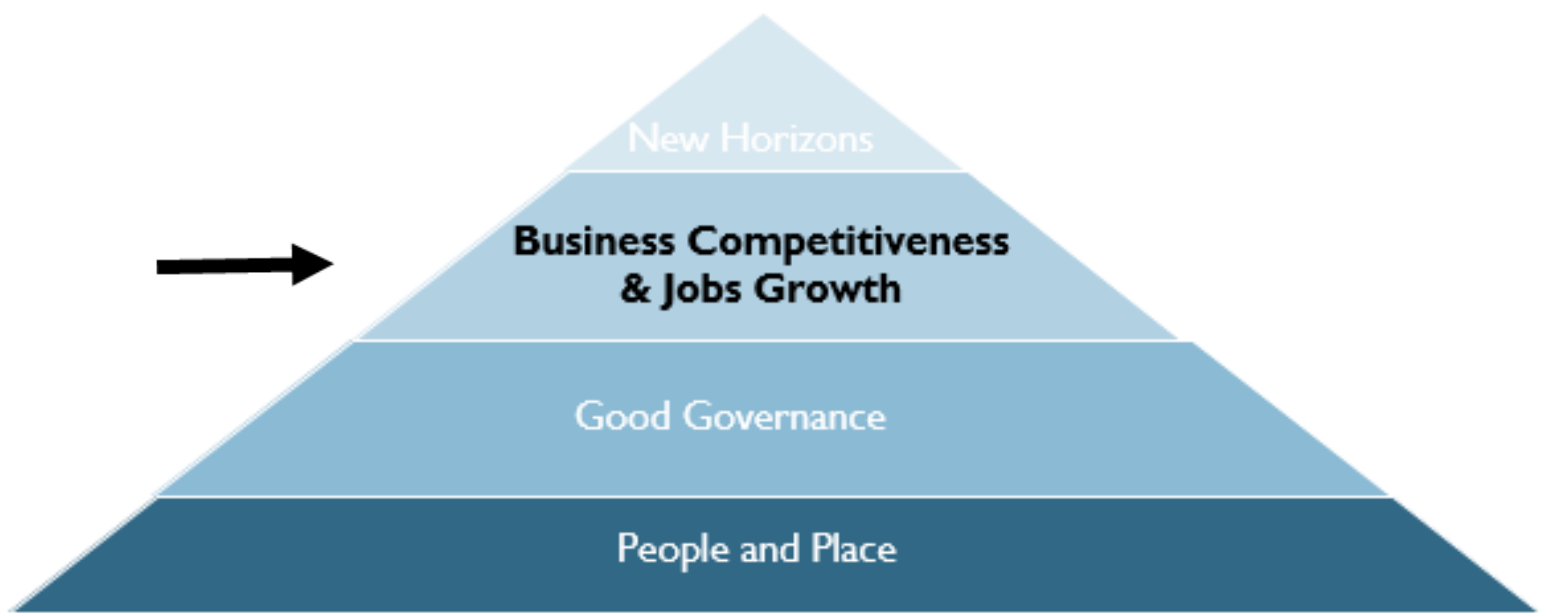 New Horizons
Business Competitiveness
& Jobs Growth
Good Governance
People and Place